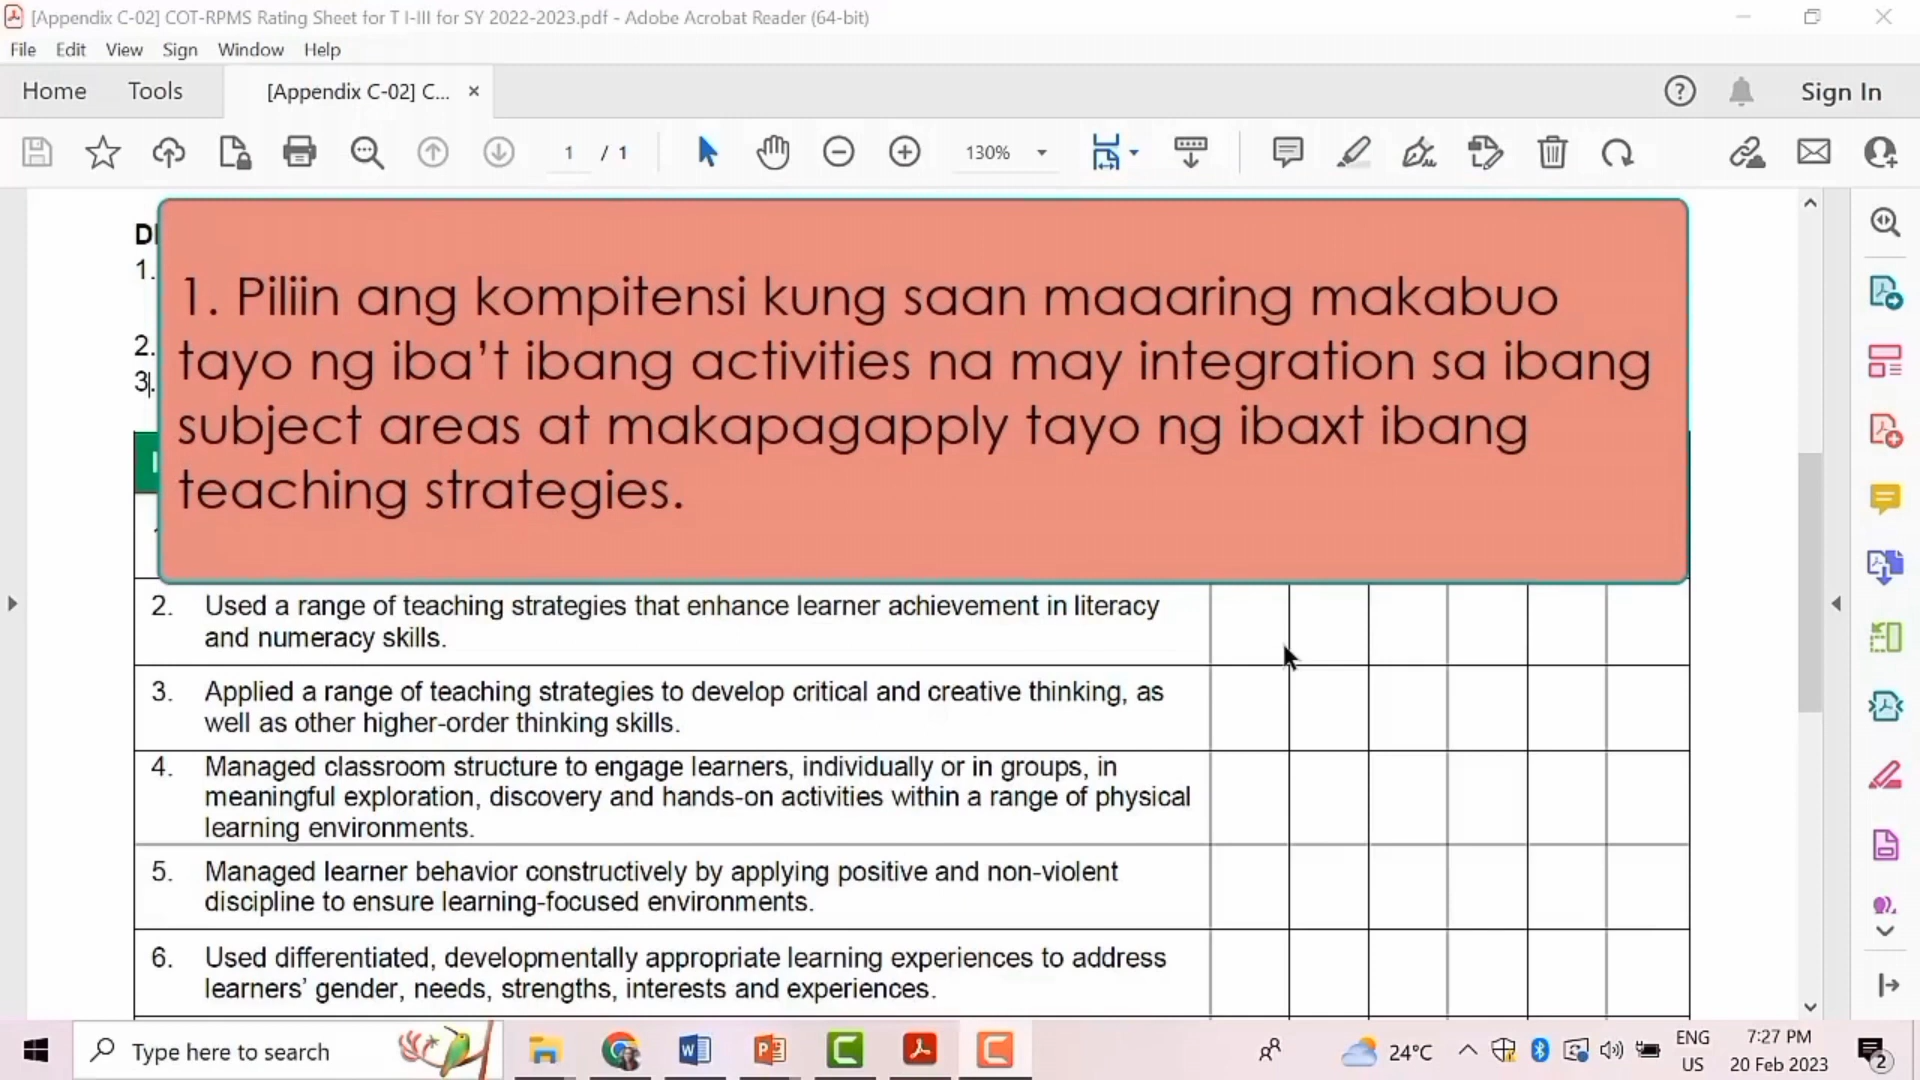 [Appendix C-02] COT-RPMS Rating Sheet for T I-III for SY 2022-2023.pdf - Adobe Acrobat Reader (64-bit)
File Edit View Sign Window Help
Home Tools [Appendix C-02] C... × Sign In
1 / 1 130%
DI
1.
2.
3.
1. Piliin ang kompitensi kung saan maaaring makabuo
tayo ng iba't ibang activities na may integration sa ibang
subject areas at makapagapply tayo ng ibaxt ibang
teaching strategies.
2. Used a range of teaching strategies that enhance learner achievement in literacy
and numeracy skills.
3. Applied a range of teaching strategies to develop critical and creative thinking, as
well as other higher-order thinking skills.
4. Managed classroom structure to engage learners, individually or in groups, in
meaningful exploration, discovery and hands-on activities within a range of physical
learning environments.
5. Managed learner behavior constructively by applying positive and non-violent
discipline to ensure learning-focused environments.
6. Used differentiated, developmentally appropriate learning experiences to address
learners' gender, needs, strengths, interests and experiences.
Type here to search
24°C
ENG
US
7:27 PM
20 Feb 2023
2